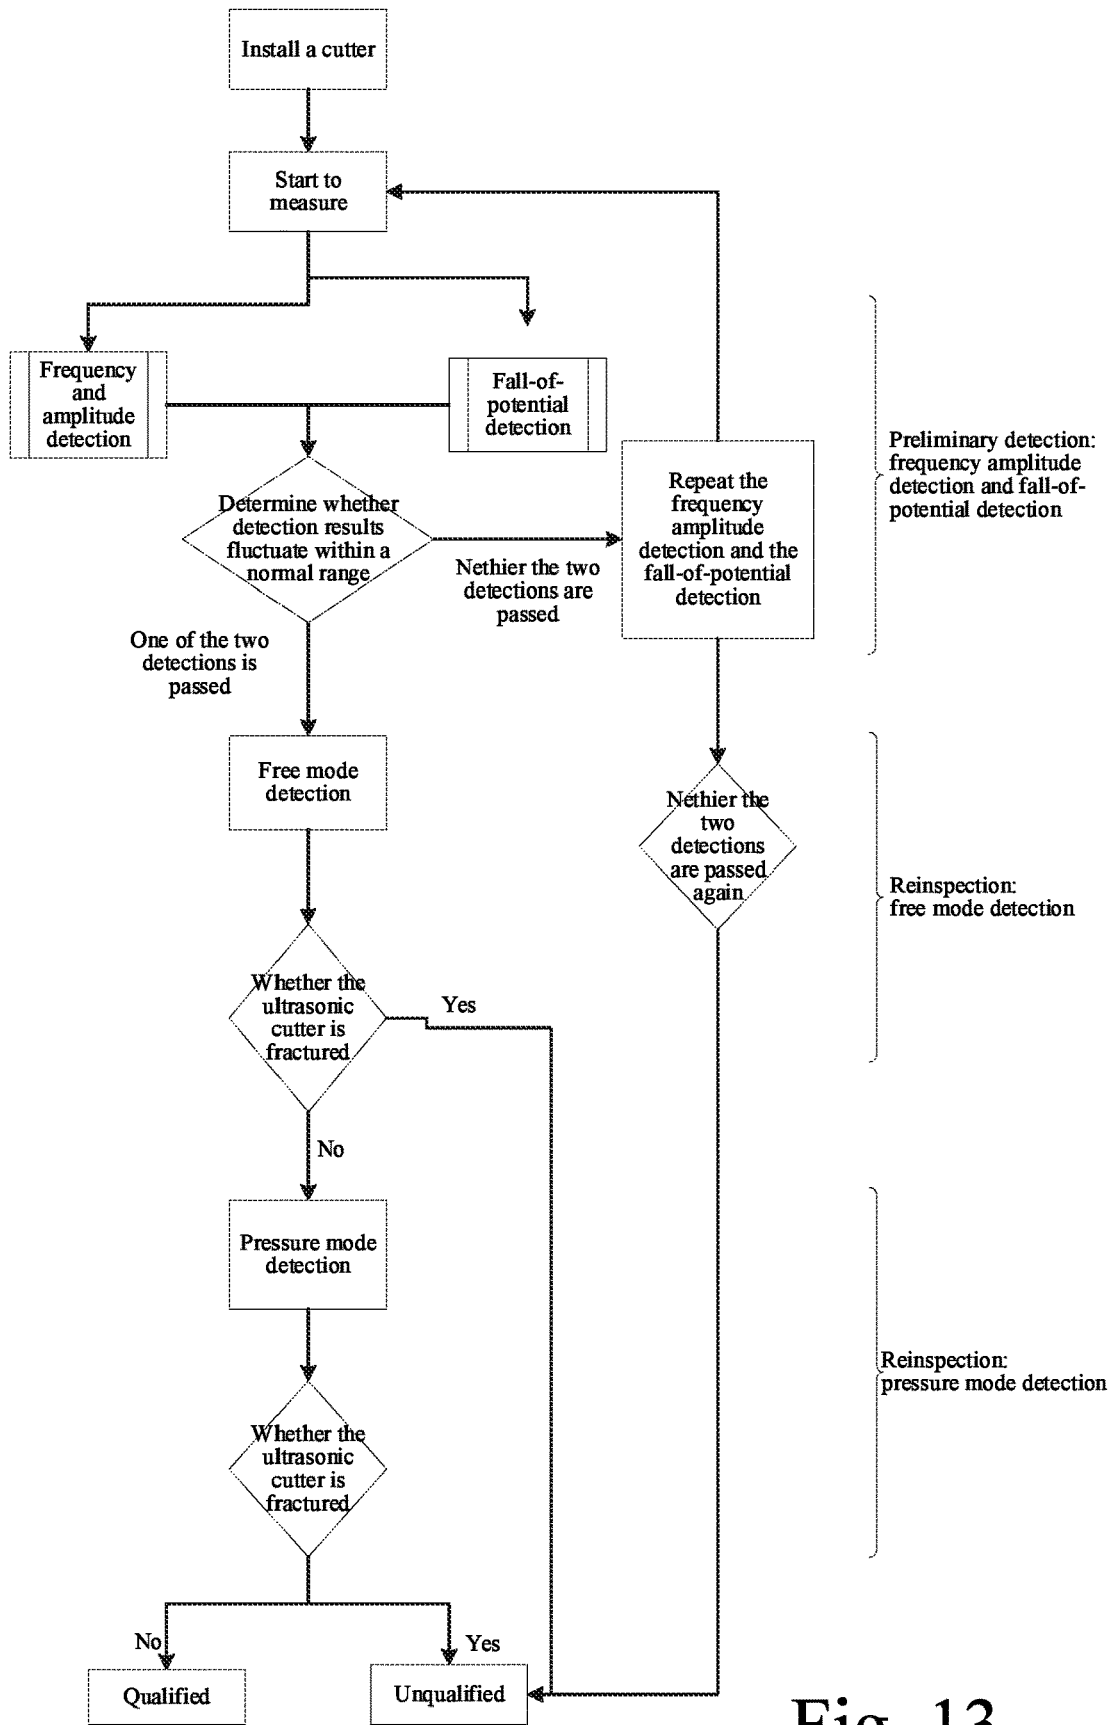 Install a cutter
Start to
measure
Frequency
and
amplitude
detection
Fall-of-
potential
detection
Preliminary detection:
frequency amplitude
detection and fall-of-
potential detection
Repeat the
frequency
amplitude
detection and the
fall-of-potential
detection
Determine whether
detection results
fluctuate within a
normal range
Nethier the two
detections are
passed
One of the two
detections is
passed
Free mode
detection
Nethier the
two
detections
are passed
again
Reinspection:
free mode detection
Whether the
ultrasonic
cutter is
fractured
Yes
No
Pressure mode
detection
Reinspection:
pressure mode detection
Whether the
ultrasonic
cutter is
fractured
No
Yes
Qualified
Unqualified
Fig. 13